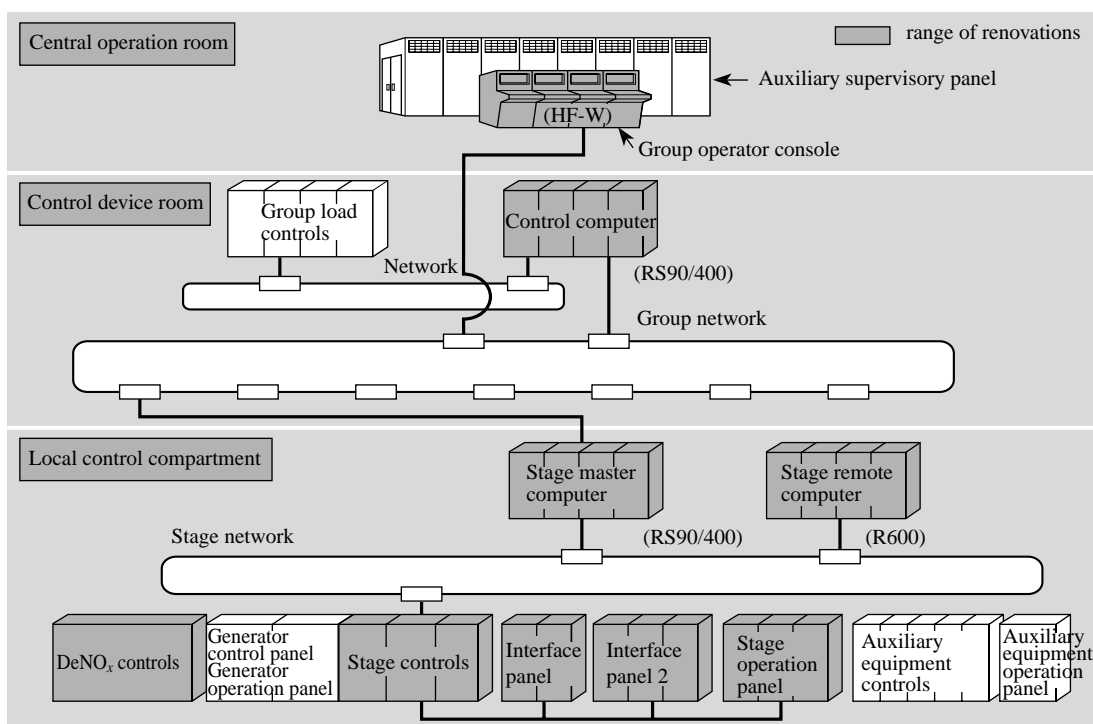 Central operation room
range of renovations
Auxiliary supervisory panel
(HF-W)
Group operator console
Control device room
Group load
controls
Control computer
Network
(RS90/400)
Group network
Local control compartment
Stage master
computer
Stage remote
computer
Stage network
(RS90/400)
(R600)
DeNOx controls
Generator
control panel
Generator
operation panel
Stage controls
Interface
panel
Interface
panel 2
Stage
operation
panel
Auxiliary
equipment
controls
Auxiliary
equipment
operation
panel